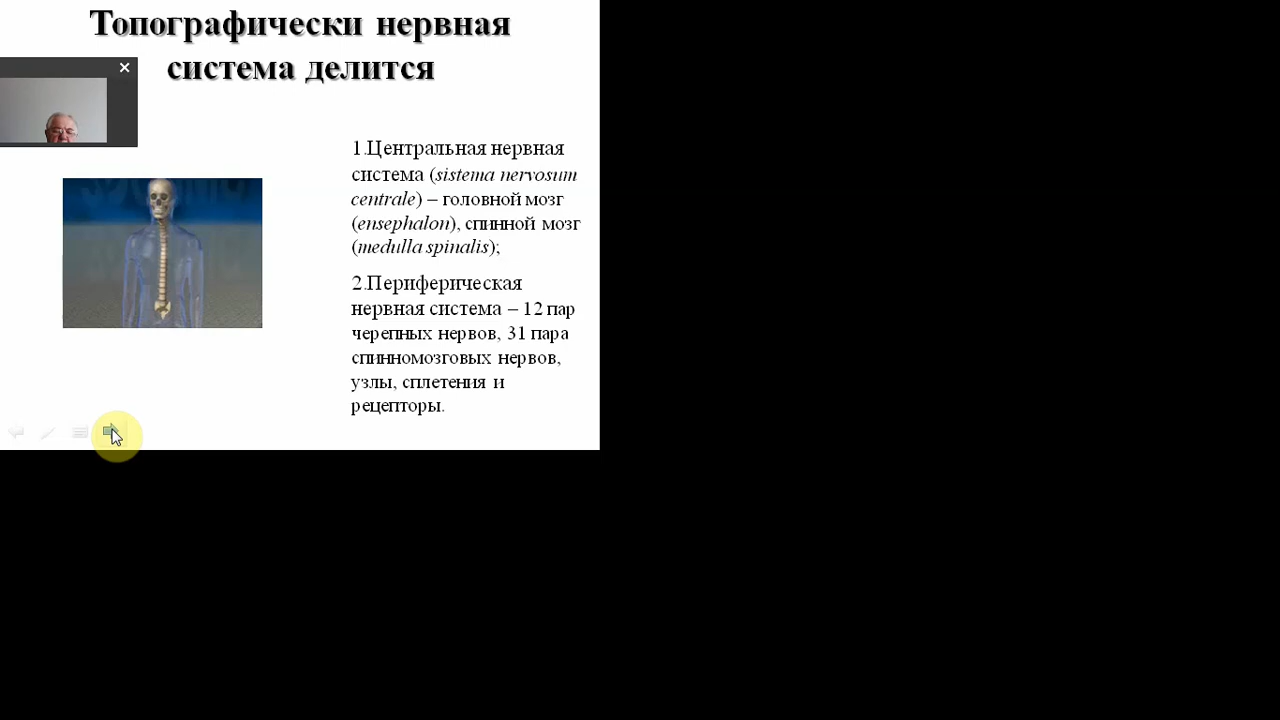 Топографически нервная
система делится
1.Центральная нервная
система (sistema nervosum
centrale) – головной мозг
(ensephalon), спинной мозг
(medulla spinalis);
2.Периферическая
нервная система – 12 пар
черепных нервов, 31 пара
спинномозговых нервов,
узлы, сплетения и
рецепторы.